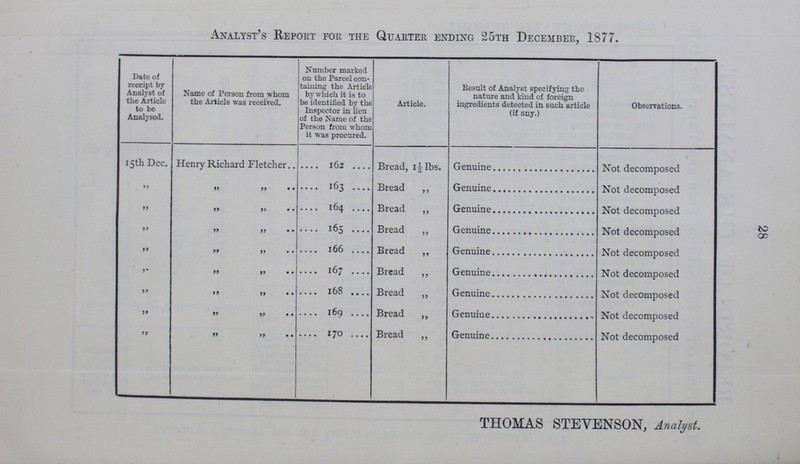 Analyst's Report for the Quarter ending 25th December, 1877.
Date of receipt by Analyst of the Article to be Analysed. | Name of Person from whom the Article was received. | Number marked on the Parcel containing the Article by which it is to be identified by the Inspector in lieu of the Name of the Person from whom it was procured. | Article. | Result of Analyst specifying the nature and kind of foreign ingredients detected in such article (if any.) | Observations.
15th Dec. | Henry Richard Fletcher.. | .... 162 .... | Bread, 1½ lbs. | Genuine | Not decomposed
,, | ,, ,, .. | .... 163 .... | Bread ,, | Genuine | Not decomposed
,, | ,, ,, .. | .... 164 .... | Bread ,, | Genuine | Not decomposed
,, | ,, ,, .. | .... 165 .... | Bread ,, | Genuine | Not decomposed
,, | ,, ,, .. | .... 166 .... | Bread ,, | Genuine | Not decomposed
,, | ,, ,, .. | .... 167 .... | Bread ,, | Genuine | Not decomposed
,, | ,, ,, .. | .... 168 .... | Bread ,, | Genuine | Not decomposed
,, | ,, ,, .. | .... 169 .... | Bread ,, | Genuine | Not decomposed
,, | ,, ,, .. | .... 170 .... | Bread ,, | Genuine | Not decomposed
THOMAS STEVENSON, Analyst.
28